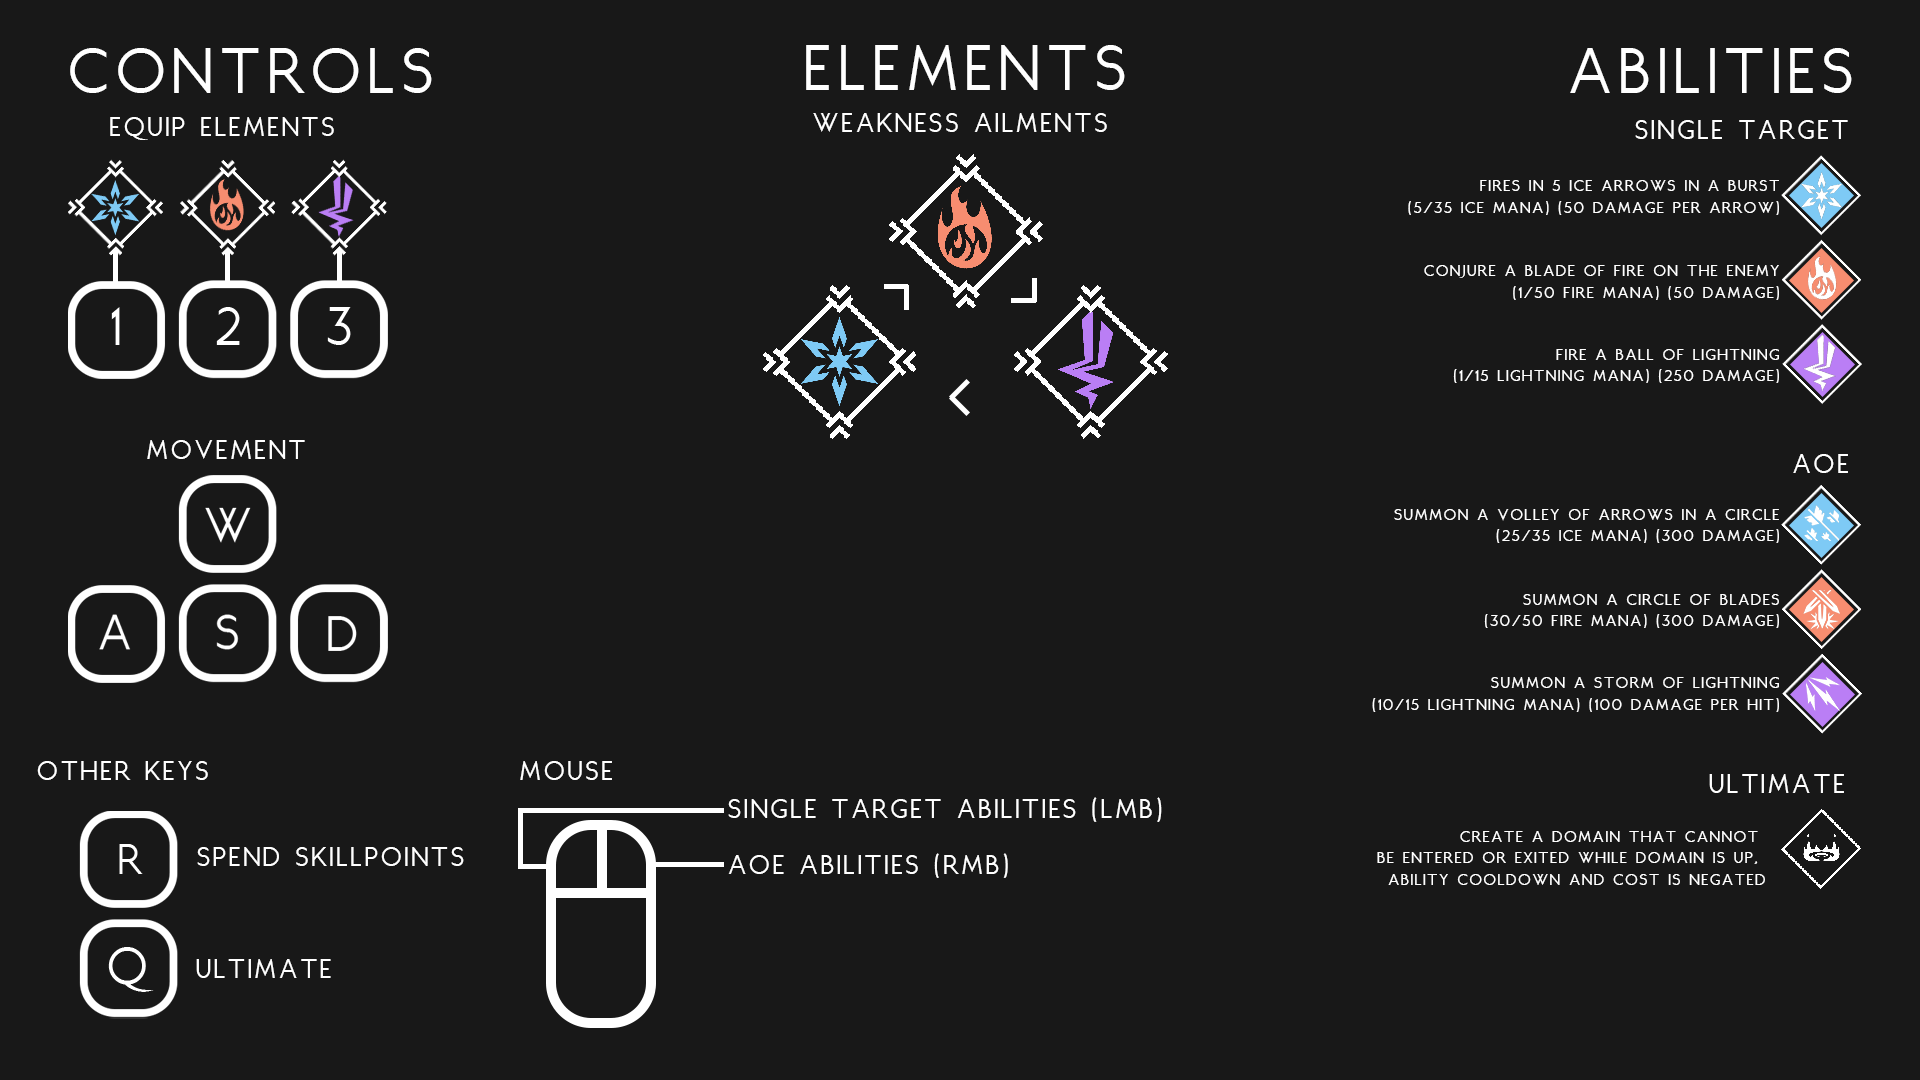 CONTROLS
EQUIP ELEMENTS
1 2 3
MOVEMENT
W
A S D
OTHER KEYS
R SPEND SKILLPOINTS
Q ULTIMATE
MOUSE
SINGLE TARGET ABILITIES (LMB)
AOE ABILITIES (RMB)
ELEMENTS
WEAKNESS AILMENTS
ABILITIES
SINGLE TARGET
FIRES IN 5 ICE ARROWS IN A BURST
(5/35 ICE MANA) (50 DAMAGE PER ARROW)
CONJURE A BLADE OF FIRE ON THE ENEMY
(1/50 FIRE MANA) (50 DAMAGE)
FIRE A BALL OF LIGHTNING
(1/15 LIGHTNING MANA) (250 DAMAGE)
AOE
SUMMON A VOLLEY OF ARROWS IN A CIRCLE
(25/35 ICE MANA) (300 DAMAGE)
SUMMON A CIRCLE OF BLADES
(30/50 FIRE MANA) (300 DAMAGE)
SUMMON A STORM OF LIGHTNING
(10/15 LIGHTNING MANA) (100 DAMAGE PER HIT)
ULTIMATE
CREATE A DOMAIN THAT CANNOT
BE ENTERED OR EXITED WHILE DOMAIN IS UP,
ABILITY COOLDOWN AND COST IS NEGATED